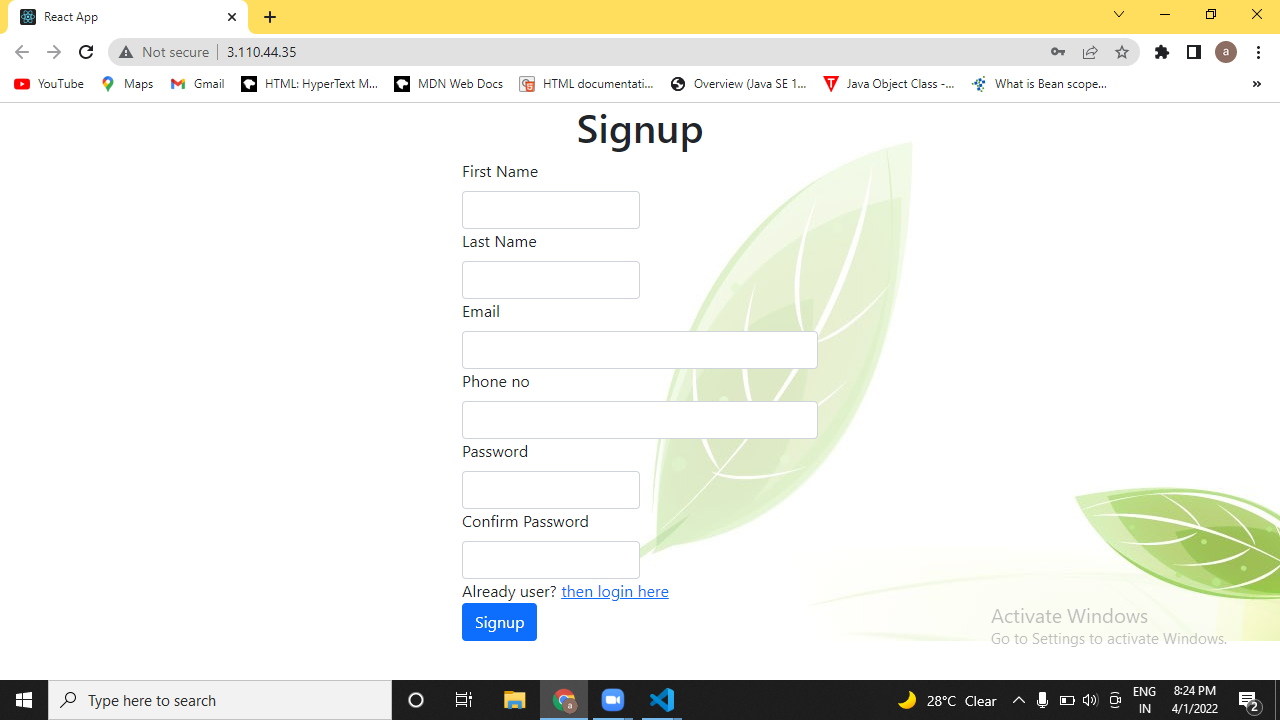 React App
Not secure 3.110.44.35
a
YouTube Maps Gmail HTML: HyperText M... MDN Web Docs HTML documentati... Overview (Java SE 1... Java Object Class -... What is Bean scope... »
Signup
First Name
Last Name
Email
Phone no
Password
Confirm Password
Already user? then login here
Signup
Activate Windows
Go to Settings to activate Windows.
Type here to search
a
28°C Clear
ENG
IN
8:24 PM
4/1/2022
2